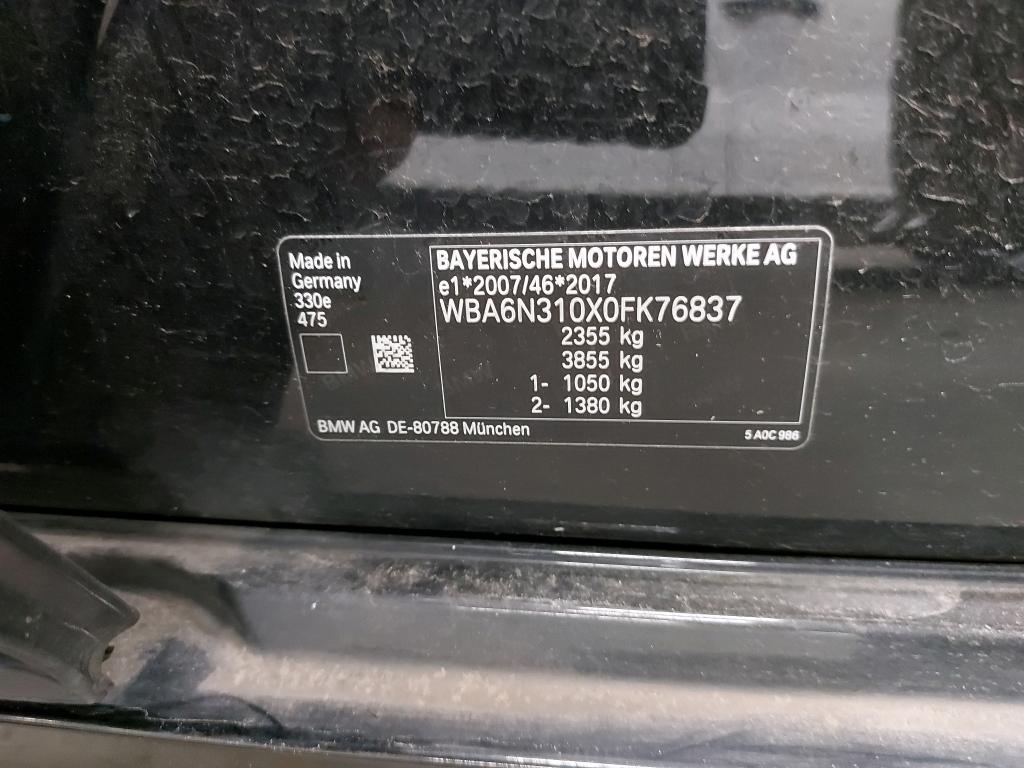 Made in
Germany
330e
475
BAYERISCHE MOTOREN WERKE AG
e1*2007/46*2017
WBA6N310X0FK76837
2355 kg
3855 kg
1- 1050 kg
2- 1380 kg
BMW AG DE-80788 München
5 A0C 986